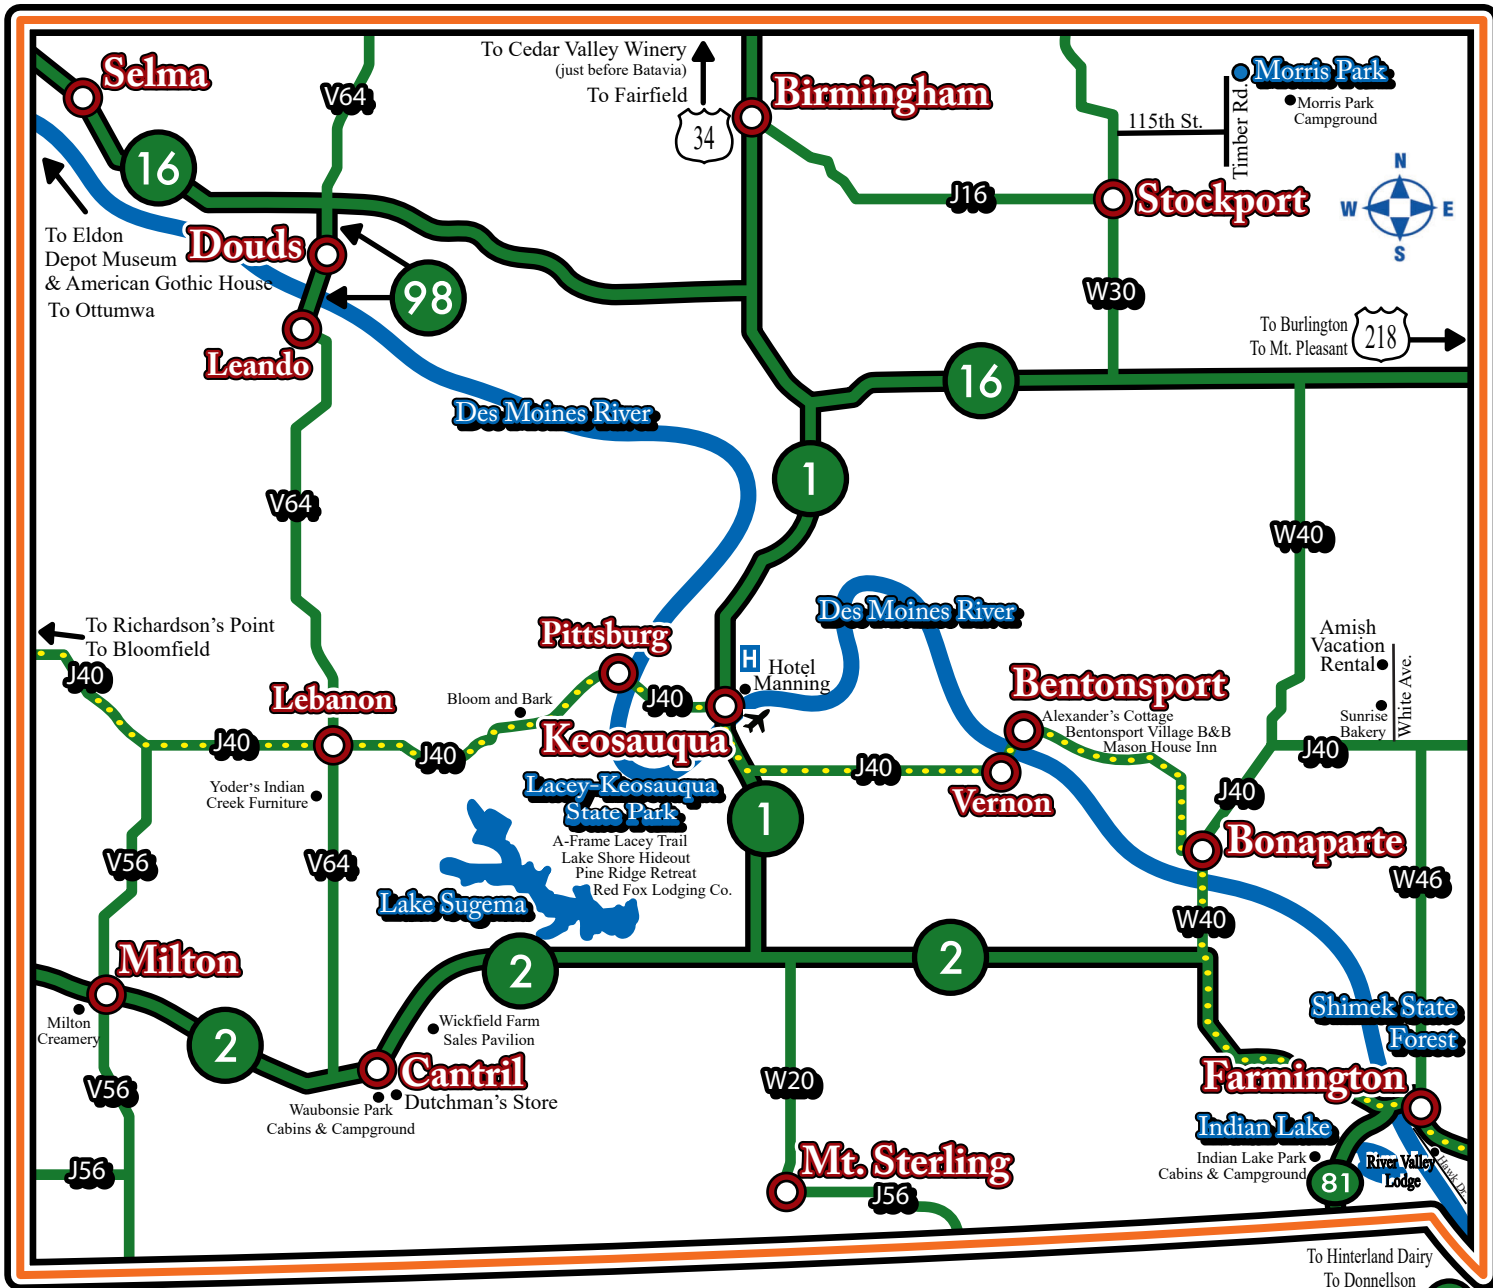 Selma
V64
To Cedar Valley Winery
(just before Batavia)
To Fairfield
34
Birmingham
Morris Park
Morris Park
Campground
115th St.
Timber Rd.
16
J16
Stockport
N
W E
S
To Eldon
Depot Museum
& American Gothic House
To Ottumwa
Douds
98
Leando
W30
To Burlington
To Mt. Pleasant
218
16
Des Moines River
1
V64
W40
To Richardson's Point
To Bloomfield
J40
Pittsburg
Des Moines River
H
Hotel
Manning
Amish
Vacation
Rental
White Ave.
Sunrise
Bakery
Lebanon
Bloom and Bark
J40
Bentonsport
Alexander's Cottage
Bentonsport Village B&B
Mason House Inn
J40
J40
Keosauqua
J40
J40
Vernon
J40
Yoder's Indian
Creek Furniture
Lacey-Keosauqua
State Park
A-Frame Lacey Trail
Lake Shore Hideout
Pine Ridge Retreat
Red Fox Lodging Co.
1
Bonaparte
V56
V64
W46
Lake Sugema
W40
Milton
2
2
Milton
Creamery
2
Wickfield Farm
Sales Pavilion
Shimek State
Forest
Cantril
Waubonsie Park
Cabins & Campground
Dutchman's Store
V56
W20
Farmington
Indian Lake
Indian Lake Park
Cabins & Campground
81
River Valley
Lodge
Hawk Dr.
J56
Mt. Sterling
J56
To Hinterland Dairy
To Donnellson